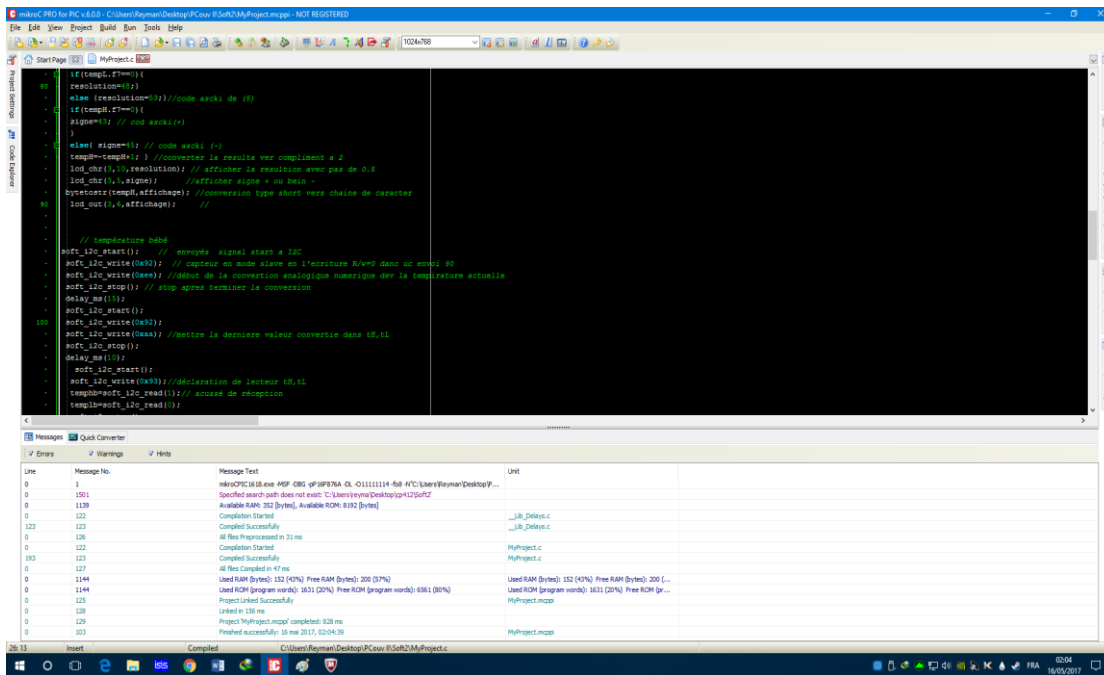 mikroC PRO for PIC v.6.0.0 - C:\Users\Reyman\Desktop\PCouv II\Soft2\MyProject.mcppi - NOT REGISTERED
File Edit View Project Build Run Tools Help
1024x768
Start Page MyProject.c
Project Settings
Code Explorer
if(tempL.f7==0){
80 resolution=48;}
else {resolution=53;}//code ascki de (5)
if(tempH.f7==0){
signe=43; // cod ascki(+)
}
else{ signe=45; // code ascki (-)
tempH=-tempH+1; } //converter la resulta ver compliment a 2
lcd_chr(3,10,resolution); // afficher la resultion avec pas de 0.5
lcd_chr(3,5,signe); //afficher signe + ou bein -
bytetostr(tempH,affichage); //conversion type short vers chaine de caracter
90 lcd_out(3,6,affichage); //
// température bébé
soft_i2c_start(); // envoyés signal start a I2C
soft_i2c_write(0x92); // capteur en mode slave en l'ecriture R/w=0 danc uc envoi 90
soft_i2c_write(0xee); //début de la convertion analogique numerique dev la tempirature actuelle
soft_i2c_stop(); // stop apres terminer la conversion
delay_ms(15);
soft_i2c_start();
100 soft_i2c_write(0x92);
soft_i2c_write(0xaa); //mettre la derniere valeur convertie dans tH,tL
soft_i2c_stop();
delay_ms(10);
soft_i2c_start();
soft_i2c_write(0x93);//déclaration de lecteur tH,tL
temphb=soft_i2c_read(1);// acussé de réception
templb=soft_i2c_read(0);
Messages Quick Converter
Errors Warnings Hints
Line Message No. Message Text Unit
0 1 mikroCPIC1618.exe -MSF -DBG -pP16F876A -DL -O11111114 -fo8 -N"C:\Users\Reyman\Desktop\P...
0 1501 Specified search path does not exist: 'C:\Users\reyma\Desktop\cp412\Soft2'
0 1139 Available RAM: 352 [bytes], Available ROM: 8192 [bytes]
0 122 Compilation Started __Lib_Delays.c
123 123 Compiled Successfully __Lib_Delays.c
0 126 All files Preprocessed in 31 ms
0 122 Compilation Started MyProject.c
193 123 Compiled Successfully MyProject.c
0 127 All files Compiled in 47 ms
0 1144 Used RAM (bytes): 152 (43%) Free RAM (bytes): 200 (57%) Used RAM (bytes): 152 (43%) Free RAM (bytes): 200 (...
0 1144 Used ROM (program words): 1631 (20%) Free ROM (program words): 6561 (80%) Used ROM (program words): 1631 (20%) Free ROM (pr...
0 125 Project Linked Successfully MyProject.mcppi
0 128 Linked in 156 ms
0 129 Project 'MyProject.mcppi' completed: 828 ms
0 103 Finished successfully: 16 mai 2017, 02:04:39 MyProject.mcppi
26: 13 Insert Compiled C:\Users\Reyman\Desktop\PCouv II\Soft2\MyProject.c
isis FRA 02:04
16/05/2017